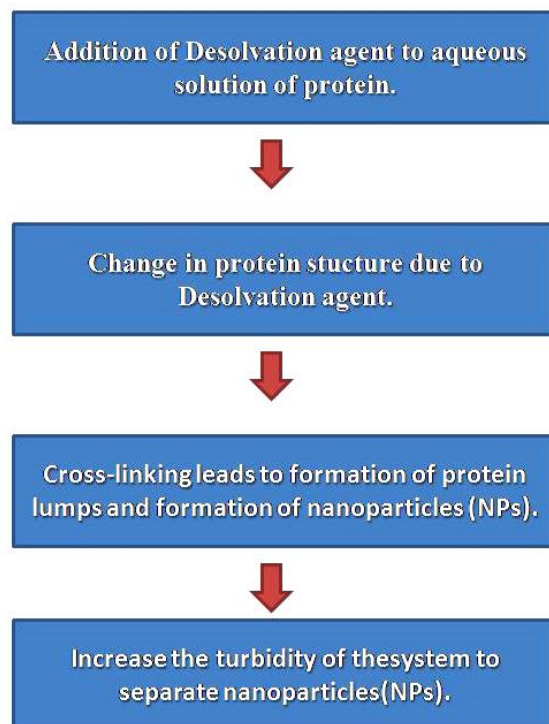 Addition of Desolvation agent to aqueous
solution of protein.
Change in protein stucture due to
Desolvation agent.
Cross-linking leads to formation of protein
lumps and formation of nanoparticles (NPs).
Increase the turbidity of thesystem to
separate nanoparticles(NPs).